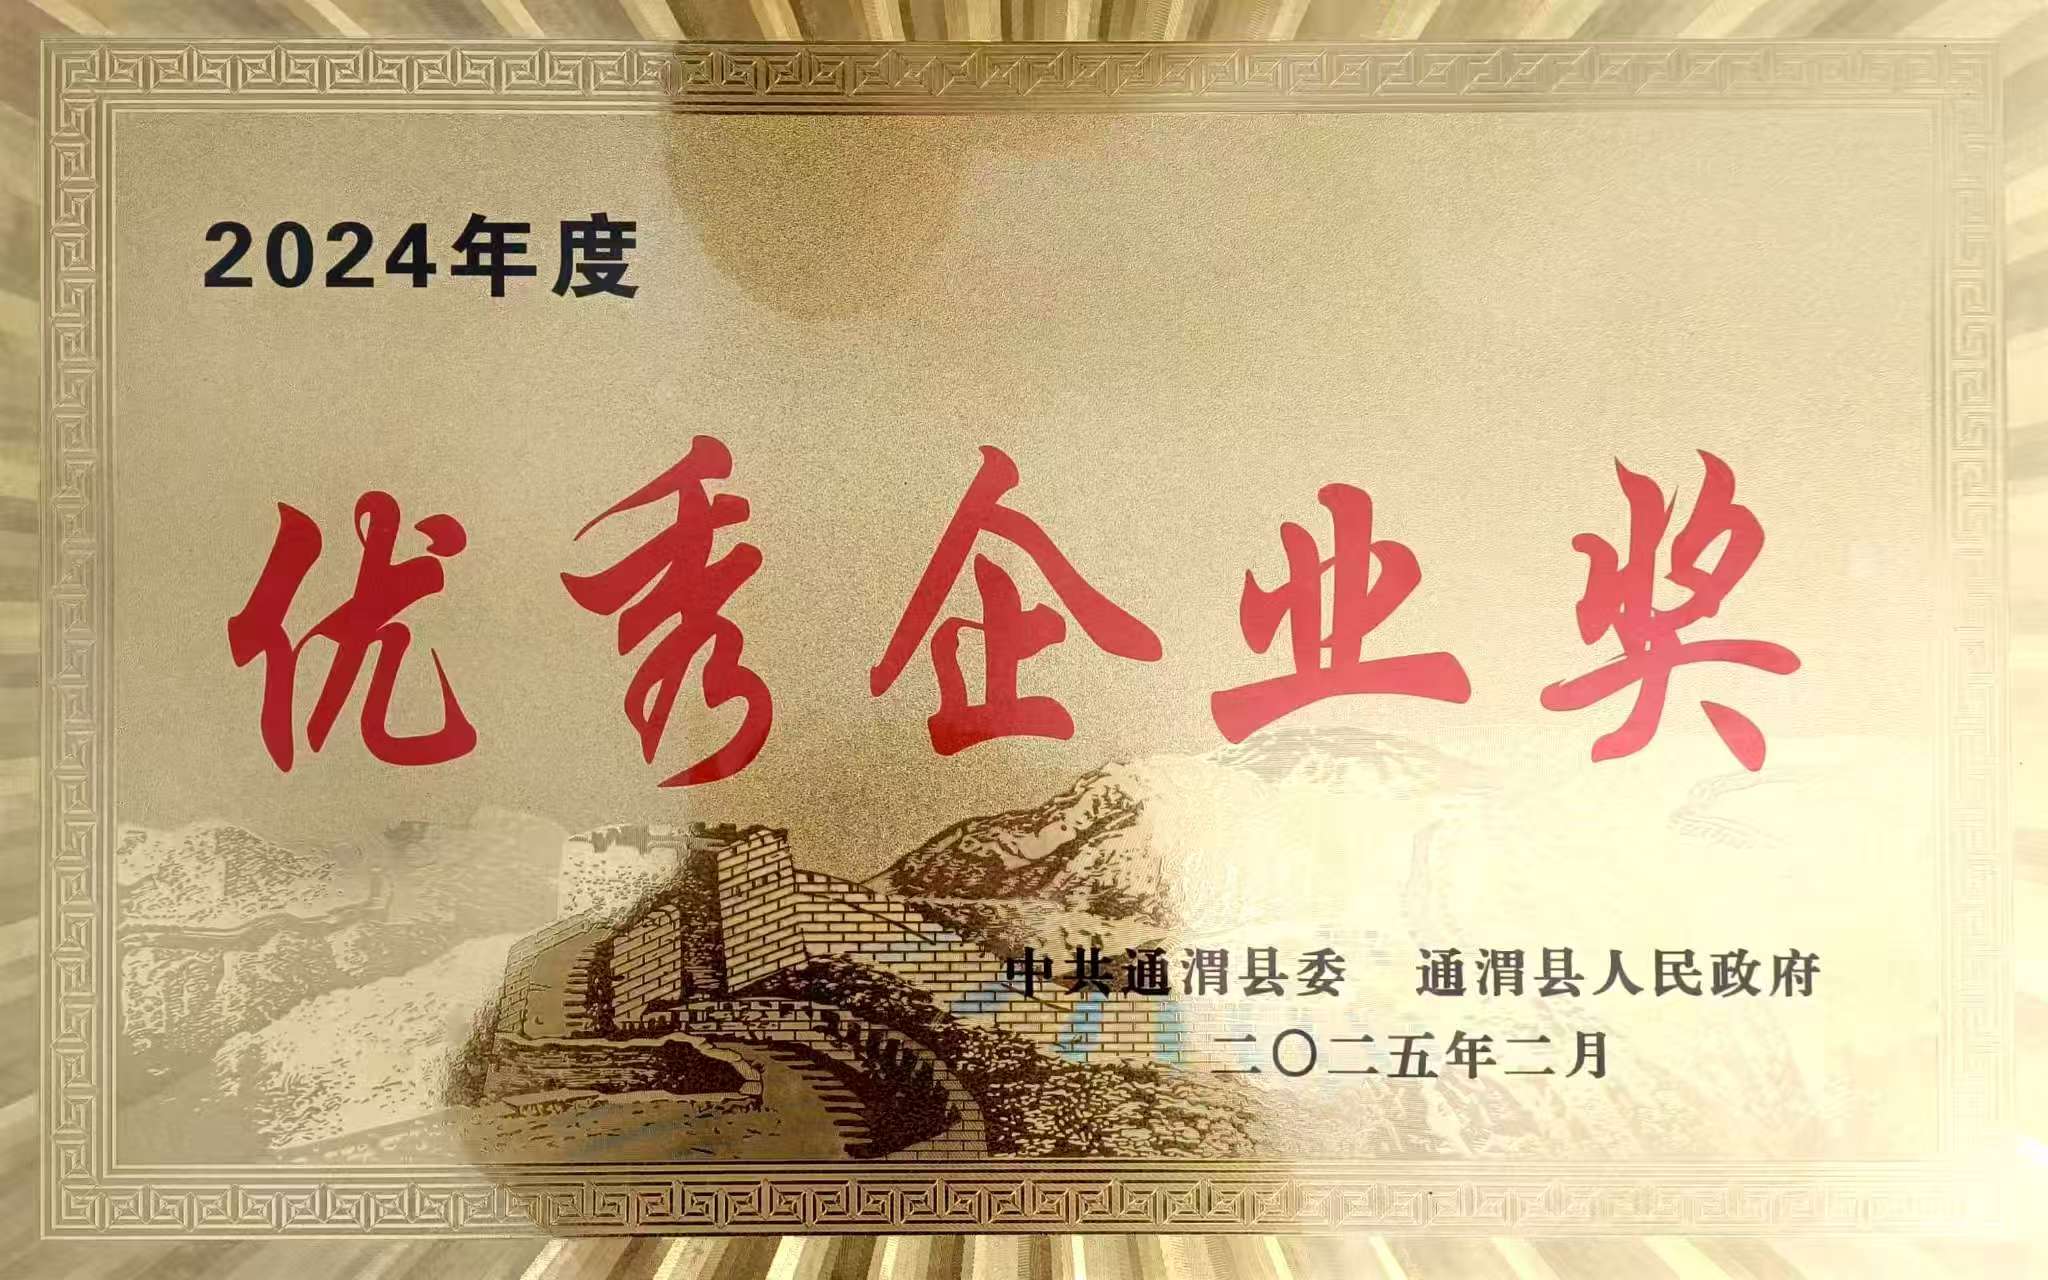 2024年度
优秀企业奖
中共通渭县委　通渭县人民政府
二〇二五年二月